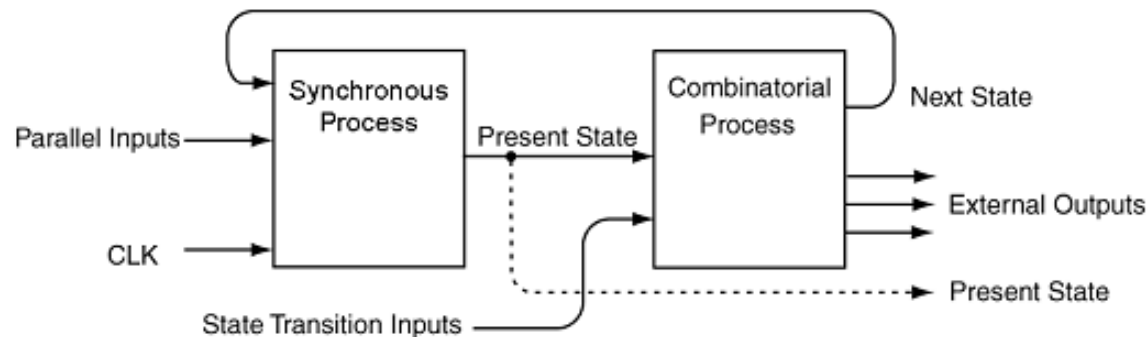 Synchronous
Process
Combinatorial
Process
Next State
Parallel Inputs
Present State
External Outputs
CLK
Present State
State Transition Inputs